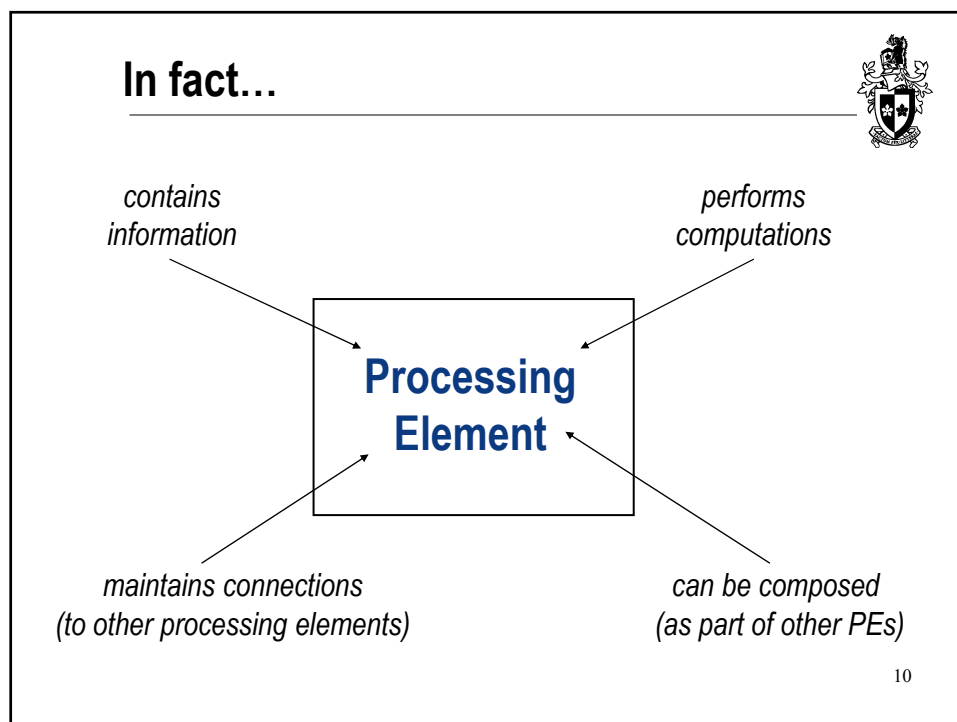 In fact…
contains
information
performs
computations
Processing
Element
maintains connections
(to other processing elements)
can be composed
(as part of other PEs)
10